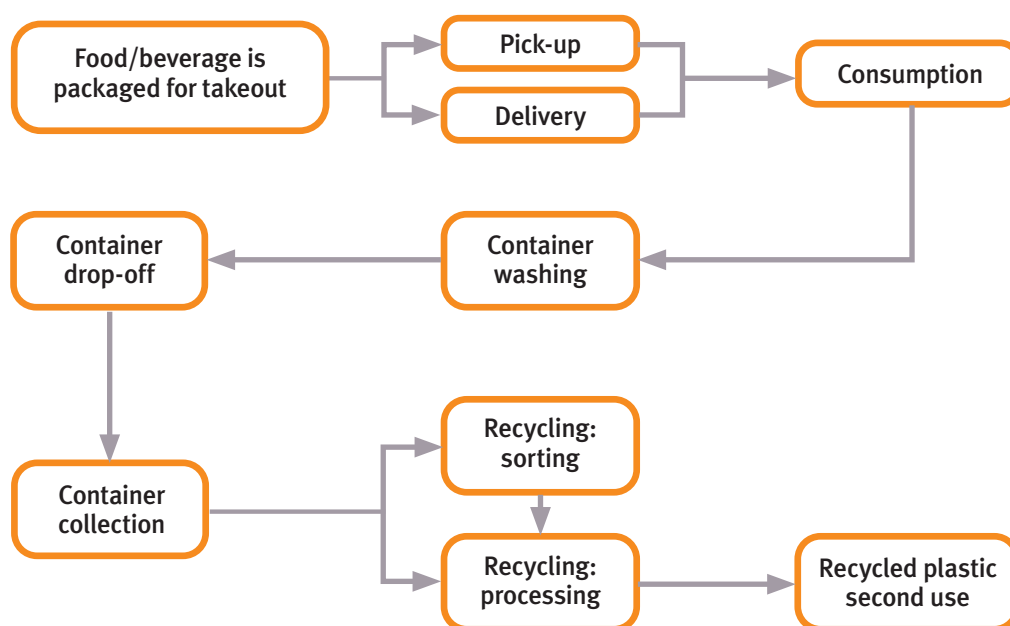 Food/beverage is
packaged for takeout
Pick-up
Delivery
Consumption
Container
drop-off
Container
washing
Container
collection
Recycling:
sorting
Recycling:
processing
Recycled plastic
second use